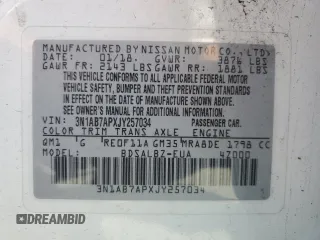 MANUFACTURED BY NISSAN MOTOR CO., LTD.
DATE: 01/18. GVWR: 3876 LBS
GAWR FR: 2143 LBS GAWR RR: 1881 LBS
THIS VEHICLE CONFORMS TO ALL APPLICABLE FEDERAL MOTOR
VEHICLE SAFETY, BUMPER AND THEFT PREVENTION STANDARDS
IN EFFECT ON THE DATE OF MANUFACTURE SHOWN ABOVE.
SEE OWNER'S MANUAL FOR ADDITIONAL INFORMATION.
VIN: 3N1AB7APXJY257034 PASSENGER CAR.
COLOR TRIM TRANS AXLE ENGINE
QM1 G RE0F11A GM35 MRA8DE 1798 CC
MODEL: BDSALBZ-EUA 47000
3N1AB7APXJY257034
DREAMBID